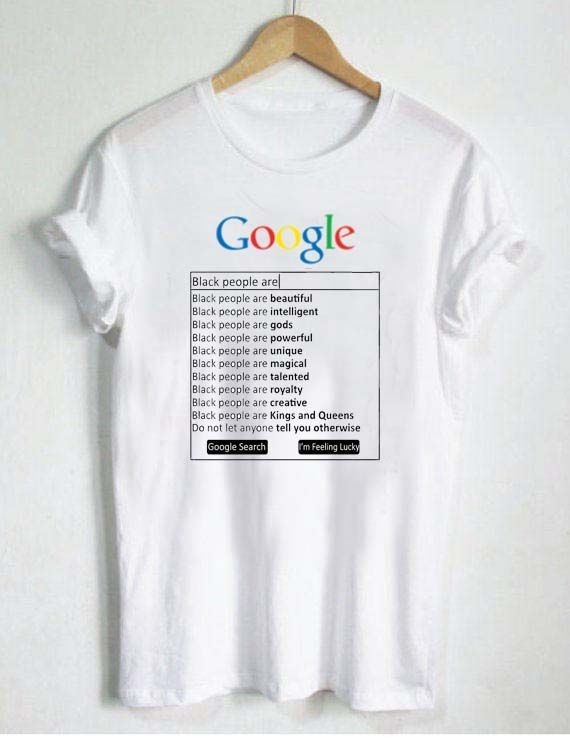 Google
Black people are
Black people are beautiful
Black people are intelligent
Black people are gods
Black people are powerful
Black people are unique
Black people are magical
Black people are talented
Black people are royalty
Black people are creative
Black people are Kings and Queens
Do not let anyone tell you otherwise
Google Search I'm Feeling Lucky